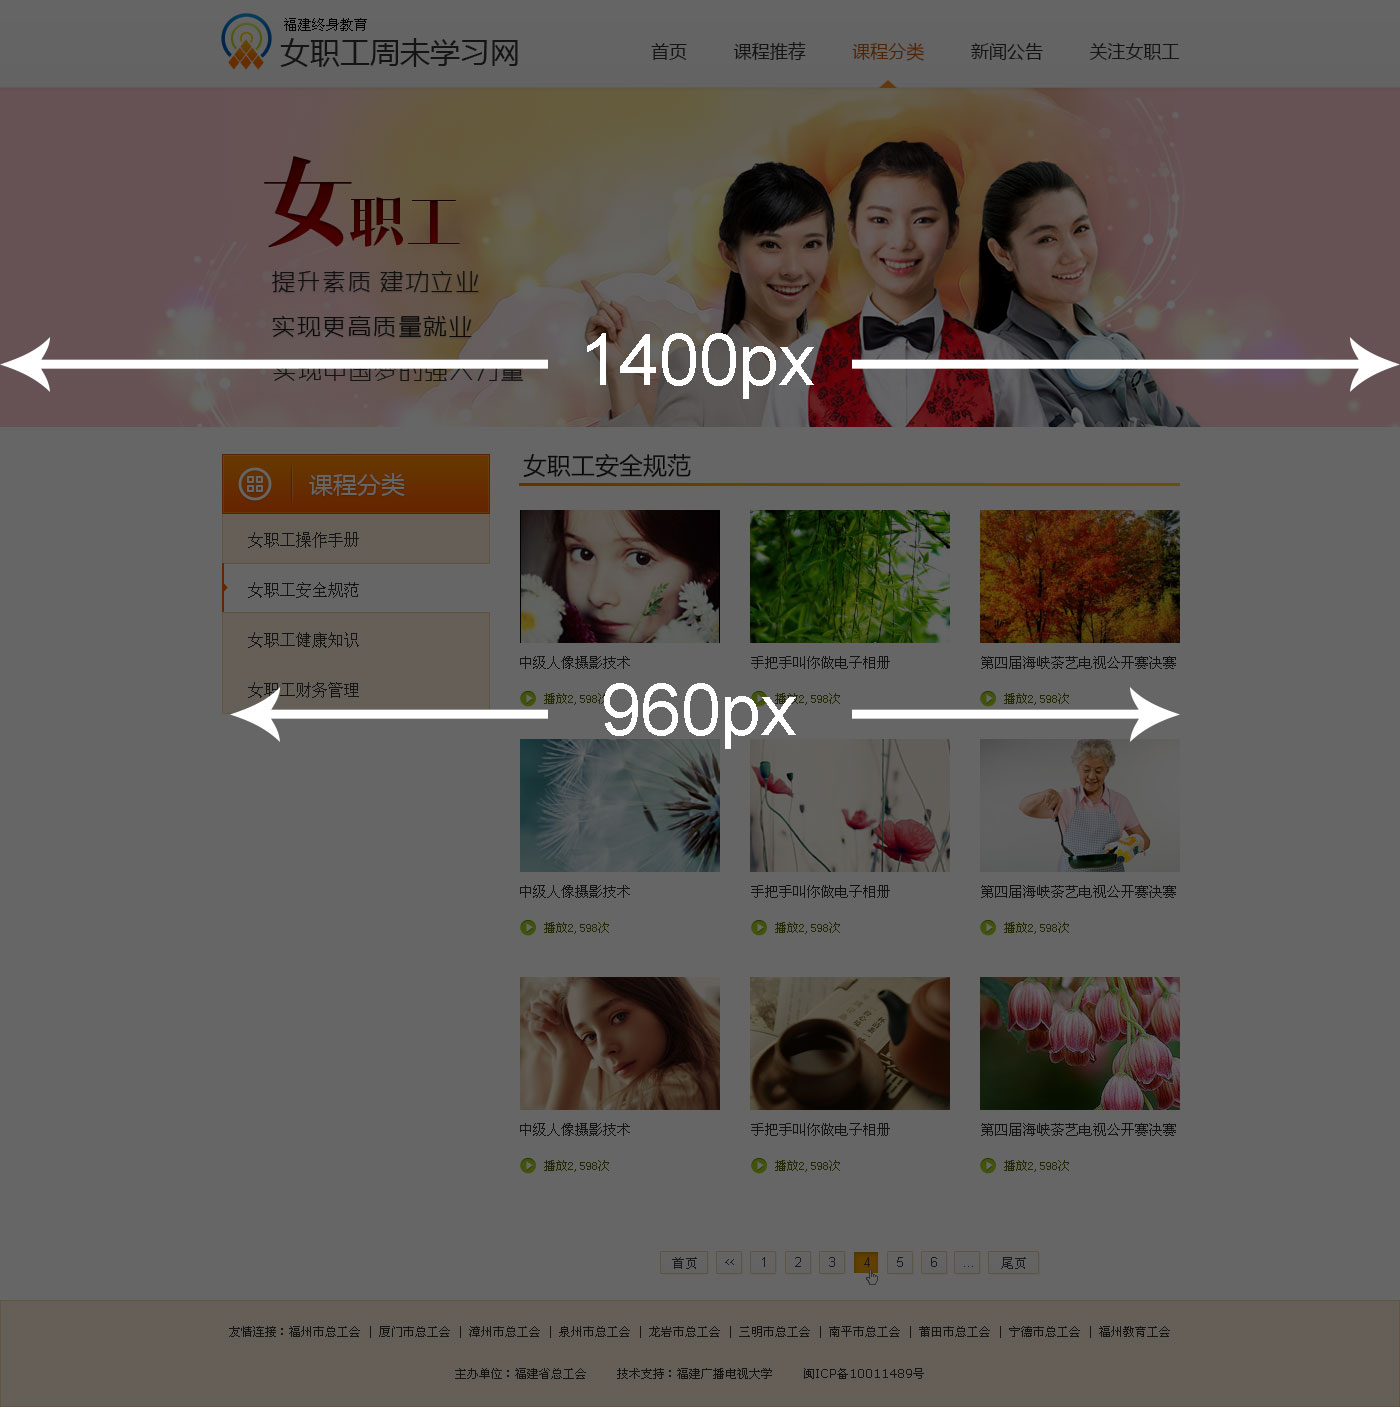 福建终身教育
女职工周末学习网
首页 课程推荐 课程分类 新闻公告 关注女职工
女职工
提升素质 建功立业
实现更高质量就业
实现中国梦的强大力量
1400px
课程分类
女职工操作手册
女职工安全规范
女职工健康知识
女职工财务管理
女职工安全规范
中级人像摄影技术 手把手叫你做电子相册 第四届海峡茶艺电视公开赛决赛
播放2,598次 播放2,598次 播放2,598次
960px
中级人像摄影技术 手把手叫你做电子相册 第四届海峡茶艺电视公开赛决赛
播放2,598次 播放2,598次 播放2,598次
中级人像摄影技术 手把手叫你做电子相册 第四届海峡茶艺电视公开赛决赛
播放2,598次 播放2,598次 播放2,598次
首页 << 1 2 3 4 5 6 ... 尾页
友情连接：福州市总工会 | 厦门市总工会 | 漳州市总工会 | 泉州市总工会 | 龙岩市总工会 | 三明市总工会 | 南平市总工会 | 莆田市总工会 | 宁德市总工会 | 福州教育工会
主办单位：福建省总工会 技术支持：福建广播电视大学 闽ICP备10011489号